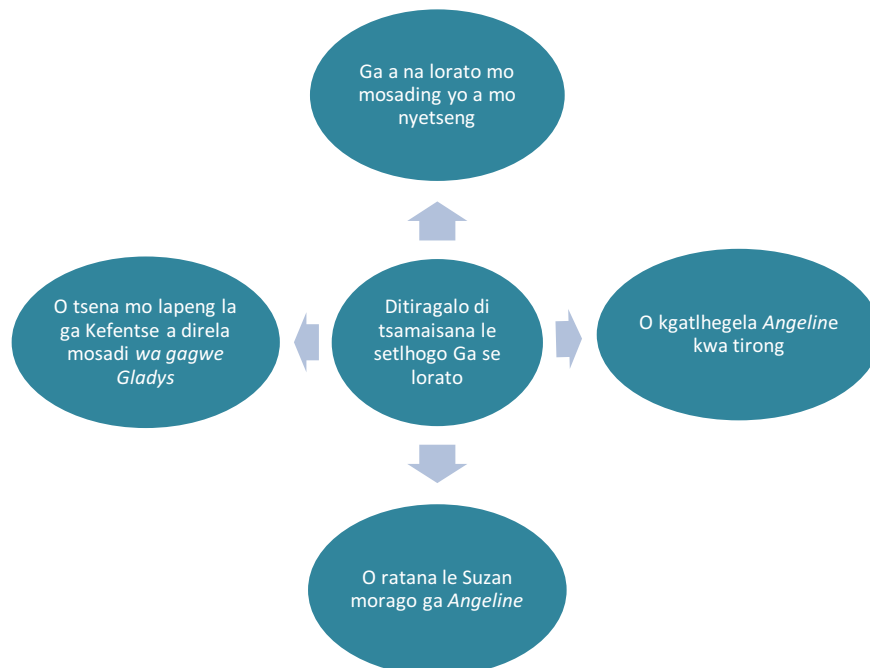 Ga a na lorato mo
mosading yo a mo
nyetseng
O tsena mo lapeng la
ga Kefentse a direla
mosadi wa gagwe
Gladys
Ditiragalo di
tsamaisana le
setlhogo Ga se
lorato
O kgatlhegela Angeline
kwa tirong
O ratana le Suzan
morago ga Angeline